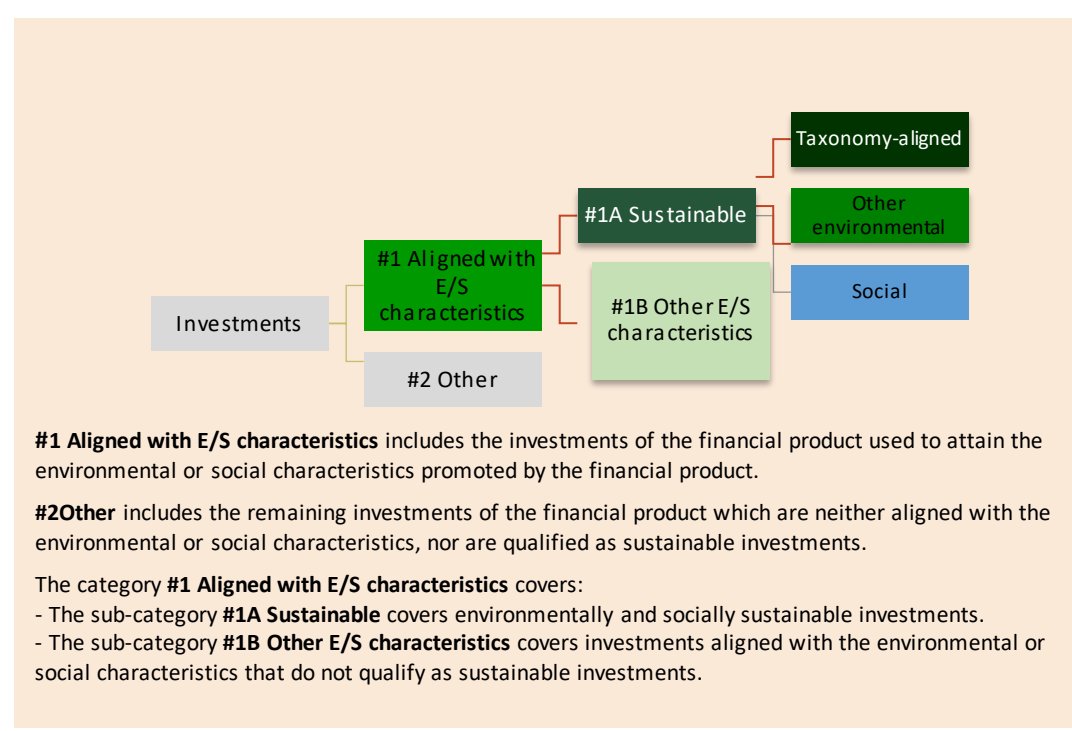 Taxonomy-aligned
#1A Sustainable
Other
environmental
#1 Aligned with
E/S
characteristics
#1B Other E/S
characteristics
Social
Investments
#2 Other
#1 Aligned with E/S characteristics includes the investments of the financial product used to attain the
environmental or social characteristics promoted by the financial product.
#2Other includes the remaining investments of the financial product which are neither aligned with the
environmental or social characteristics, nor are qualified as sustainable investments.
The category #1 Aligned with E/S characteristics covers:
- The sub-category #1A Sustainable covers environmentally and socially sustainable investments.
- The sub-category #1B Other E/S characteristics covers investments aligned with the environmental or
social characteristics that do not qualify as sustainable investments.